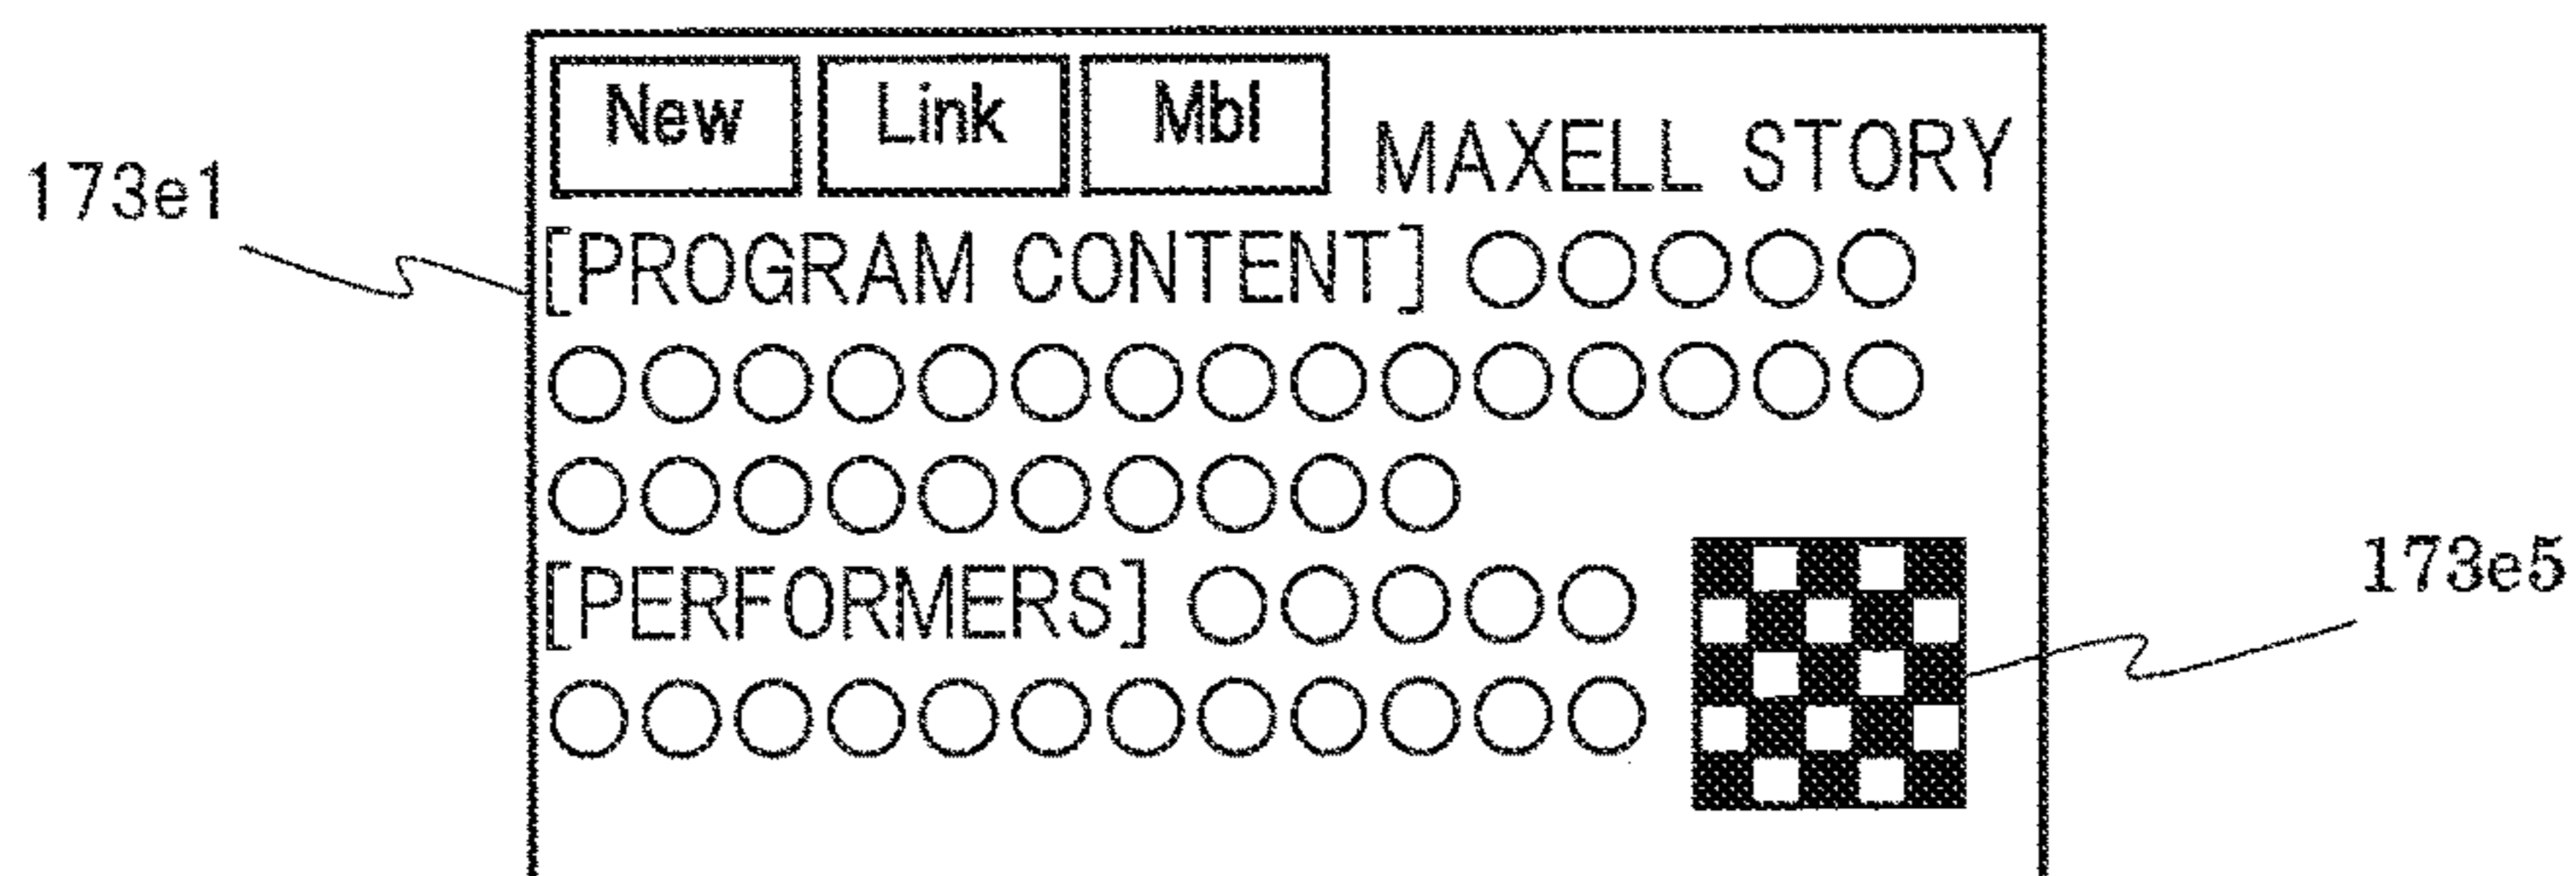 New Link Mbl MAXELL STORY
173e1
[PROGRAM CONTENT] ○○○○○
○○○○○○○○○○○○○○○
○○○○○○○○○○
[PERFORMERS] ○○○○○
173e5
○○○○○○○○○○○○